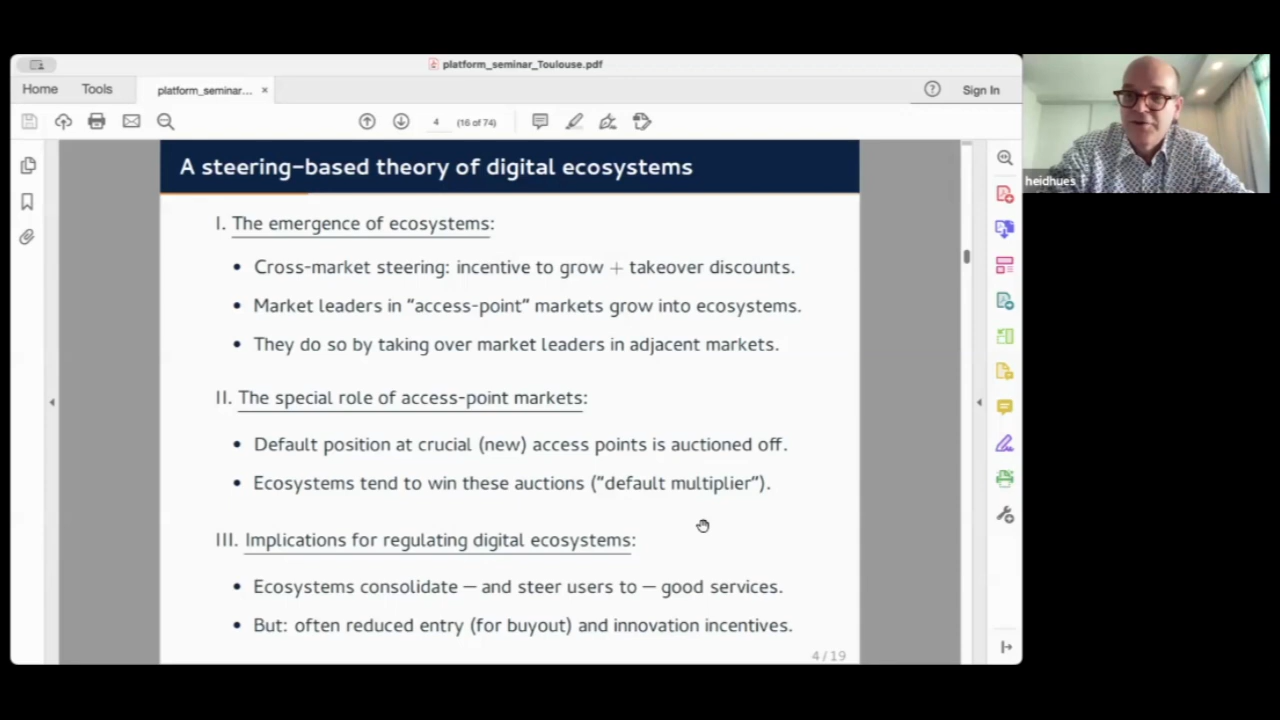 platform_seminar_Toulouse.pdf
Home
Tools
platform_seminar... ×
Sign In
4 (16 of 74)
A steering-based theory of digital ecosystems
I. The emergence of ecosystems:
• Cross-market steering: incentive to grow + takeover discounts.
• Market leaders in "access-point" markets grow into ecosystems.
• They do so by taking over market leaders in adjacent markets.
II. The special role of access-point markets:
• Default position at crucial (new) access points is auctioned off.
• Ecosystems tend to win these auctions ("default multiplier").
III. Implications for regulating digital ecosystems:
• Ecosystems consolidate – and steer users to – good services.
• But: often reduced entry (for buyout) and innovation incentives.
4 / 19
heidhues